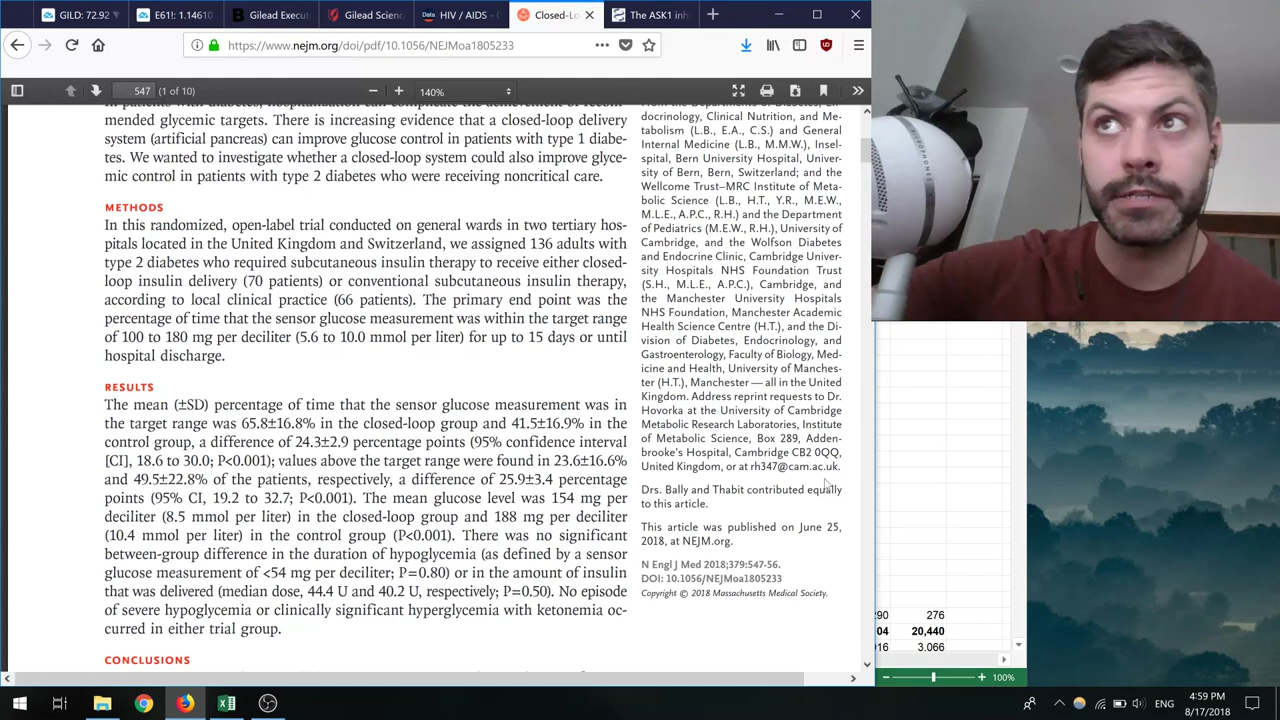 GILD: 72.92
E6!: 1.14610
Gilead Execut
Gilead Scienc
HIV / AIDS -
Closed-Lo
The ASK1 inh
https://www.nejm.org/doi/pdf/10.1056/NEJMoa1805233
547 (1 of 10)
140%
mended glycemic targets. There is increasing evidence that a closed-loop delivery
system (artificial pancreas) can improve glucose control in patients with type 1 diabe-
tes. We wanted to investigate whether a closed-loop system could also improve glyce-
mic control in patients with type 2 diabetes who were receiving noncritical care.
METHODS
In this randomized, open-label trial conducted on general wards in two tertiary hos-
pitals located in the United Kingdom and Switzerland, we assigned 136 adults with
type 2 diabetes who required subcutaneous insulin therapy to receive either closed-
loop insulin delivery (70 patients) or conventional subcutaneous insulin therapy,
according to local clinical practice (66 patients). The primary end point was the
percentage of time that the sensor glucose measurement was within the target range
of 100 to 180 mg per deciliter (5.6 to 10.0 mmol per liter) for up to 15 days or until
hospital discharge.
RESULTS
The mean (±SD) percentage of time that the sensor glucose measurement was in
the target range was 65.8±16.8% in the closed-loop group and 41.5±16.9% in the
control group, a difference of 24.3±2.9 percentage points (95% confidence interval
[CI], 18.6 to 30.0; P<0.001); values above the target range were found in 23.6±16.6%
and 49.5±22.8% of the patients, respectively, a difference of 25.9±3.4 percentage
points (95% CI, 19.2 to 32.7; P<0.001). The mean glucose level was 154 mg per
deciliter (8.5 mmol per liter) in the closed-loop group and 188 mg per deciliter
(10.4 mmol per liter) in the control group (P<0.001). There was no significant
between-group difference in the duration of hypoglycemia (as defined by a sensor
glucose measurement of <54 mg per deciliter; P=0.80) or in the amount of insulin
that was delivered (median dose, 44.4 U and 40.2 U, respectively; P=0.50). No episode
of severe hypoglycemia or clinically significant hyperglycemia with ketonemia oc-
curred in either trial group.
CONCLUSIONS
docrinology, Clinical Nutrition, and Me-
tabolism (L.B., E.A., C.S.) and General
Internal Medicine (L.B., M.M.W.), Insel-
spital, Bern University Hospital, Univer-
sity of Bern, Bern, Switzerland; and the
Wellcome Trust–MRC Institute of Meta-
bolic Science (L.B., H.T., Y.R., M.E.W.,
M.L.E., A.P.C., R.H.) and the Department
of Pediatrics (M.E.W., R.H.), University of
Cambridge, and the Wolfson Diabetes
and Endocrine Clinic, Cambridge Univer-
sity Hospitals NHS Foundation Trust
(S.H., M.L.E., A.P.C.), Cambridge, and
the Manchester University Hospitals
NHS Foundation, Manchester Academic
Health Science Centre (H.T.), and the Di-
vision of Diabetes, Endocrinology, and
Gastroenterology, Faculty of Biology, Med-
icine and Health, University of Manches-
ter (H.T.), Manchester — all in the United
Kingdom. Address reprint requests to Dr.
Hovorka at the University of Cambridge
Metabolic Research Laboratories, Institute
of Metabolic Science, Box 289, Adden-
brooke's Hospital, Cambridge CB2 0QQ,
United Kingdom, or at rh347@cam.ac.uk.
Drs. Bally and Thabit contributed equally
to this article.
This article was published on June 25,
2018, at NEJM.org.
N Engl J Med 2018;379:547-56.
DOI: 10.1056/NEJMoa1805233
Copyright © 2018 Massachusetts Medical Society.
290 276
04 20,440
916 3,066
100%
ENG
4:59 PM
8/17/2018